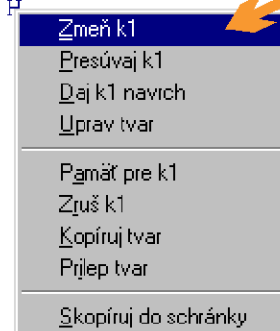 Zmeň k1
Presúvaj k1
Daj k1 navrch
Uprav tvar
Pamäť pre k1
Zruš k1
Kopíruj tvar
Prilep tvar
Skopíruj do schránky